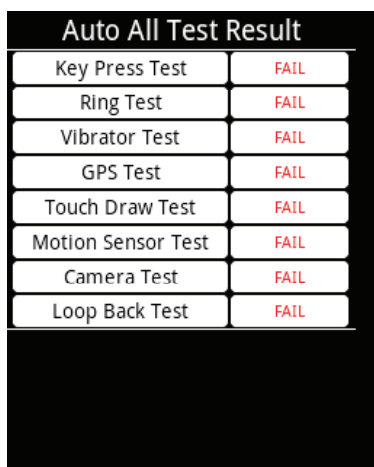 Auto All Test Result
Key Press Test FAIL
Ring Test FAIL
Vibrator Test FAIL
GPS Test FAIL
Touch Draw Test FAIL
Motion Sensor Test FAIL
Camera Test FAIL
Loop Back Test FAIL